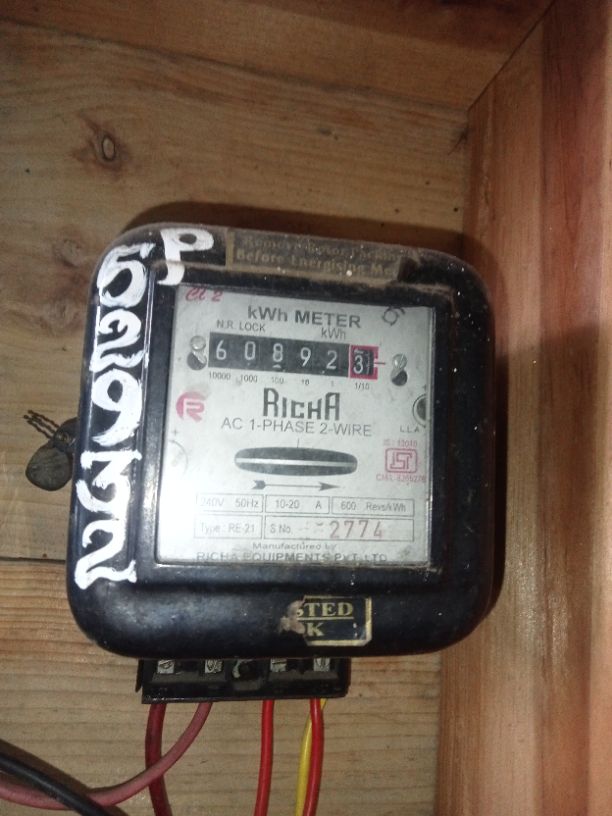 Before Energising Me
Cl 2
kWh METER
N.R. LOCK
kWh
6 0 8 9 2 3
10000 1000 100 10 1 1/10
R
RICHA
AC 1-PHASE 2-WIRE
L.L.A
240V 50Hz 10-20 A 600 Revs/kWh
Type : RE-21 S No. 2774
Manufactured by
RICHA EQUIPMENTS PVT. LTD
STED
K